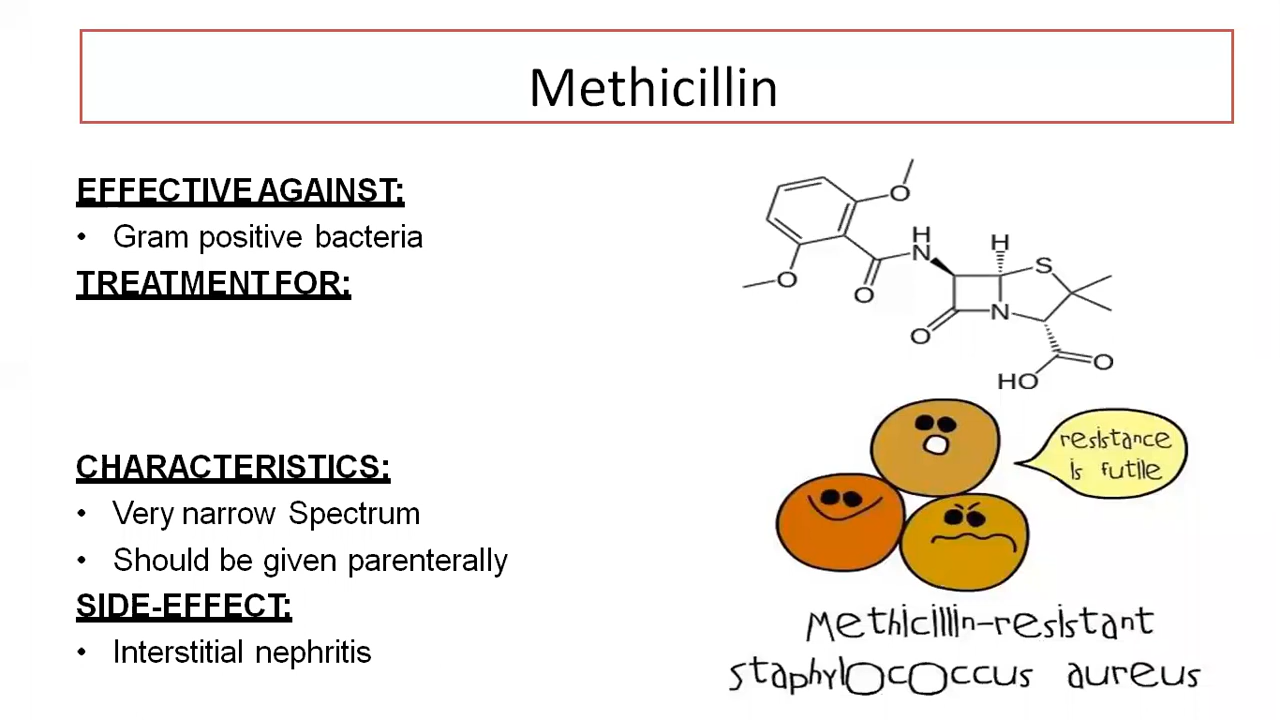 Methicillin
EFFECTIVE AGAINST:
• Gram positive bacteria
TREATMENT FOR:
CHARACTERISTICS:
• Very narrow Spectrum
• Should be given parenterally
SIDE-EFFECT:
• Interstitial nephritis
O
H
N
H
S
O
O
N
O
O
HO
resistance
is futile
Methicillin-resistant
staphylococcus aureus